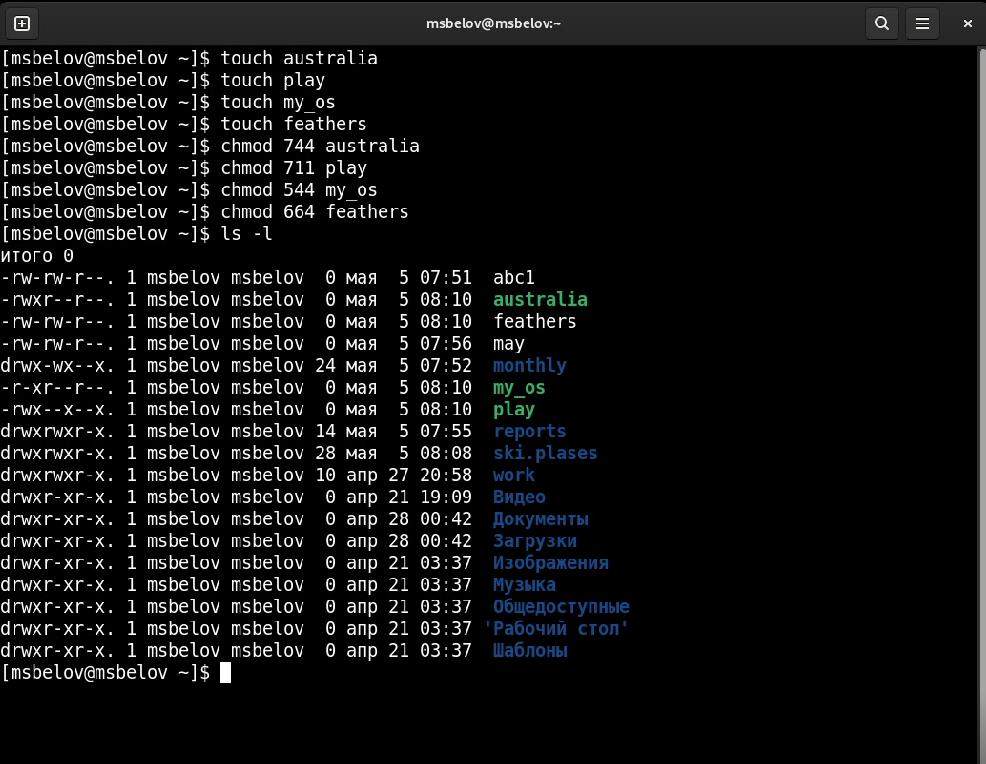 msbelov@msbelov:~
[msbelov@msbelov ~]$ touch australia
[msbelov@msbelov ~]$ touch play
[msbelov@msbelov ~]$ touch my_os
[msbelov@msbelov ~]$ touch feathers
[msbelov@msbelov ~]$ chmod 744 australia
[msbelov@msbelov ~]$ chmod 711 play
[msbelov@msbelov ~]$ chmod 544 my_os
[msbelov@msbelov ~]$ chmod 664 feathers
[msbelov@msbelov ~]$ ls -l
итого 0
-rw-rw-r--. 1 msbelov msbelov  0 мая  5 07:51  abc1
-rwxr--r--. 1 msbelov msbelov  0 мая  5 08:10  australia
-rw-rw-r--. 1 msbelov msbelov  0 мая  5 08:10  feathers
-rw-rw-r--. 1 msbelov msbelov  0 мая  5 07:56  may
drwx-wx--x. 1 msbelov msbelov 24 мая  5 07:52  monthly
-r-xr--r--. 1 msbelov msbelov  0 мая  5 08:10  my_os
-rwx--x--x. 1 msbelov msbelov  0 мая  5 08:10  play
drwxrwxr-x. 1 msbelov msbelov 14 мая  5 07:55  reports
drwxrwxr-x. 1 msbelov msbelov 28 мая  5 08:08  ski.plases
drwxrwxr-x. 1 msbelov msbelov 10 апр 27 20:58  work
drwxr-xr-x. 1 msbelov msbelov  0 апр 21 19:09  Видео
drwxr-xr-x. 1 msbelov msbelov  0 апр 28 00:42  Документы
drwxr-xr-x. 1 msbelov msbelov  0 апр 28 00:42  Загрузки
drwxr-xr-x. 1 msbelov msbelov  0 апр 21 03:37  Изображения
drwxr-xr-x. 1 msbelov msbelov  0 апр 21 03:37  Музыка
drwxr-xr-x. 1 msbelov msbelov  0 апр 21 03:37  Общедоступные
drwxr-xr-x. 1 msbelov msbelov  0 апр 21 03:37 'Рабочий стол'
drwxr-xr-x. 1 msbelov msbelov  0 апр 21 03:37  Шаблоны
[msbelov@msbelov ~]$